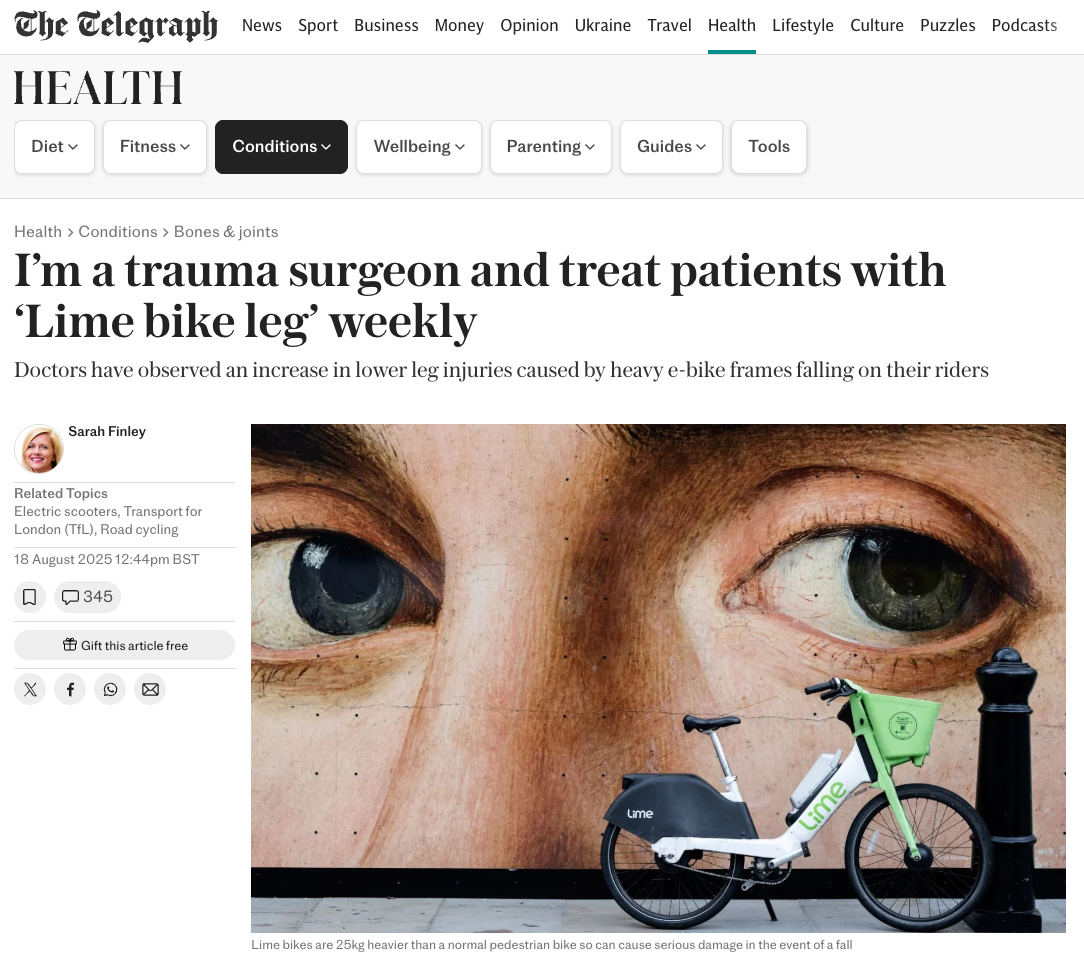 The Telegraph
News Sport Business Money Opinion Ukraine Travel Health Lifestyle Culture Puzzles Podcasts
HEALTH
Diet Fitness Conditions Wellbeing Parenting Guides Tools
Health > Conditions > Bones & joints
I’m a trauma surgeon and treat patients with
‘Lime bike leg’ weekly
Doctors have observed an increase in lower leg injuries caused by heavy e-bike frames falling on their riders
Sarah Finley
Related Topics
Electric scooters, Transport for
London (TfL), Road cycling
18 August 2025 12:44pm BST
345
Gift this article free
Lime
Lime
Lime bikes are 25kg heavier than a normal pedestrian bike so can cause serious damage in the event of a fall